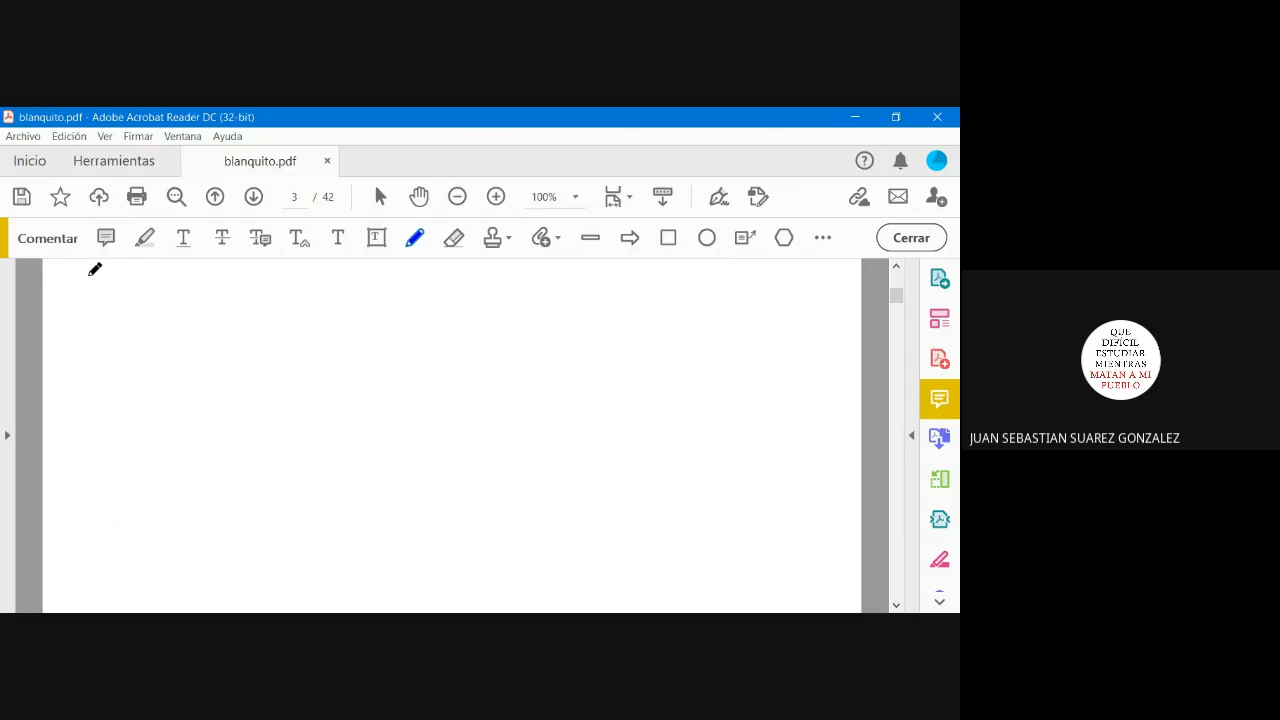 blanquito.pdf - Adobe Acrobat Reader DC (32-bit)
Archivo Edición Ver Firmar Ventana Ayuda
Inicio Herramientas blanquito.pdf ×
3 / 42 100%
Comentar Cerrar
QUE
DIFÍCIL
ESTUDIAR
MIENTRAS
MATAN A MI
PUEBLO
JUAN SEBASTIAN SUAREZ GONZALEZ